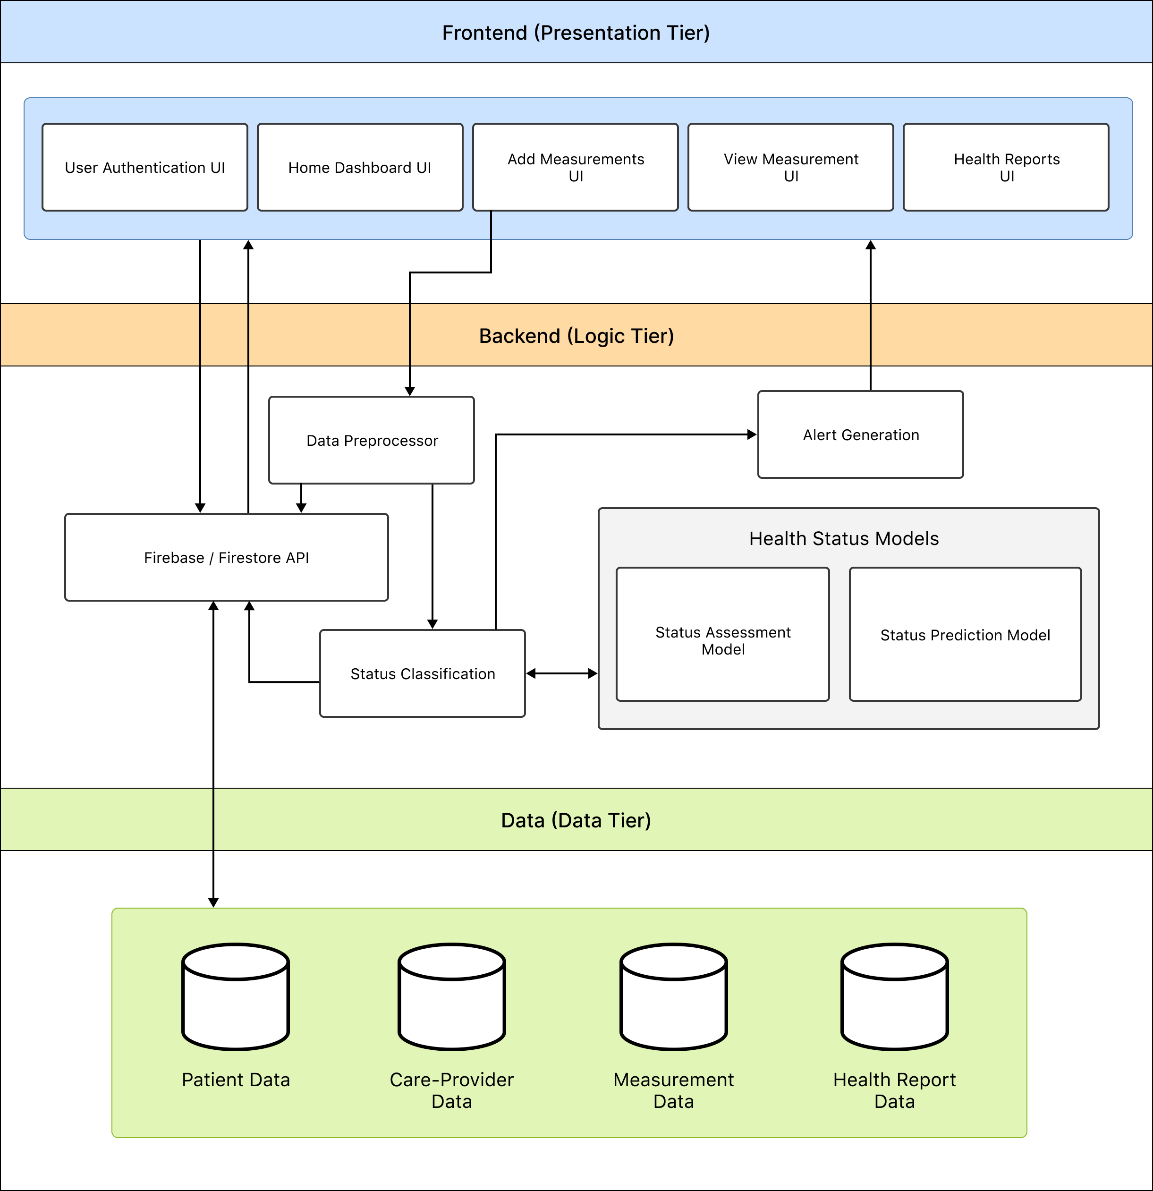 Frontend (Presentation Tier)
User Authentication UI
Home Dashboard UI
Add Measurements
UI
View Measurement
UI
Health Reports
UI
Backend (Logic Tier)
Data Preprocessor
Alert Generation
Firebase / Firestore API
Health Status Models
Status Assessment
Model
Status Prediction Model
Status Classification
Data (Data Tier)
Patient Data
Care-Provider
Data
Measurement
Data
Health Report
Data